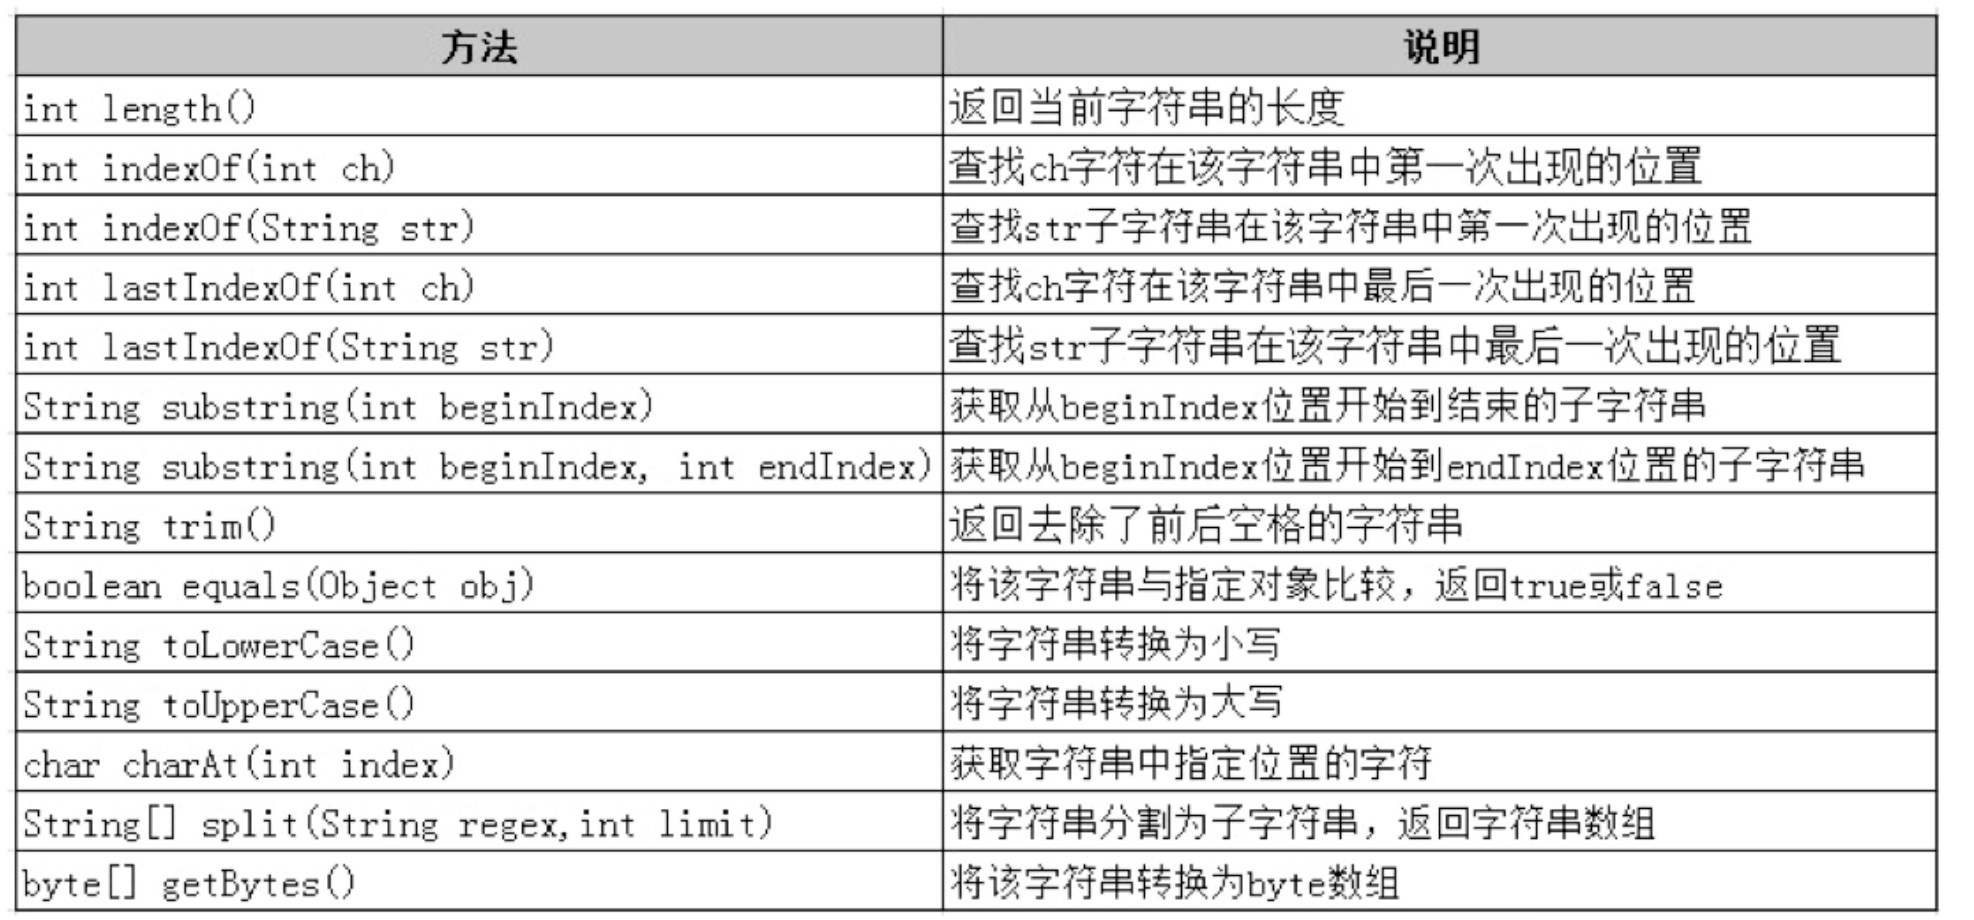 方法 说明
int length() 返回当前字符串的长度
int indexOf(int ch) 查找ch字符在该字符串中第一次出现的位置
int indexOf(String str) 查找str子字符串在该字符串中第一次出现的位置
int lastIndexOf(int ch) 查找ch字符在该字符串中最后一次出现的位置
int lastIndexOf(String str) 查找str子字符串在该字符串中最后一次出现的位置
String substring(int beginIndex) 获取从beginIndex位置开始到结束的子字符串
String substring(int beginIndex, int endIndex) 获取从beginIndex位置开始到endIndex位置的子字符串
String trim() 返回去除了前后空格的字符串
boolean equals(Object obj) 将该字符串与指定对象比较，返回true或false
String toLowerCase() 将字符串转换为小写
String toUpperCase() 将字符串转换为大写
char charAt(int index) 获取字符串中指定位置的字符
String[] split(String regex,int limit) 将字符串分割为子字符串，返回字符串数组
byte[] getBytes() 将该字符串转换为byte数组